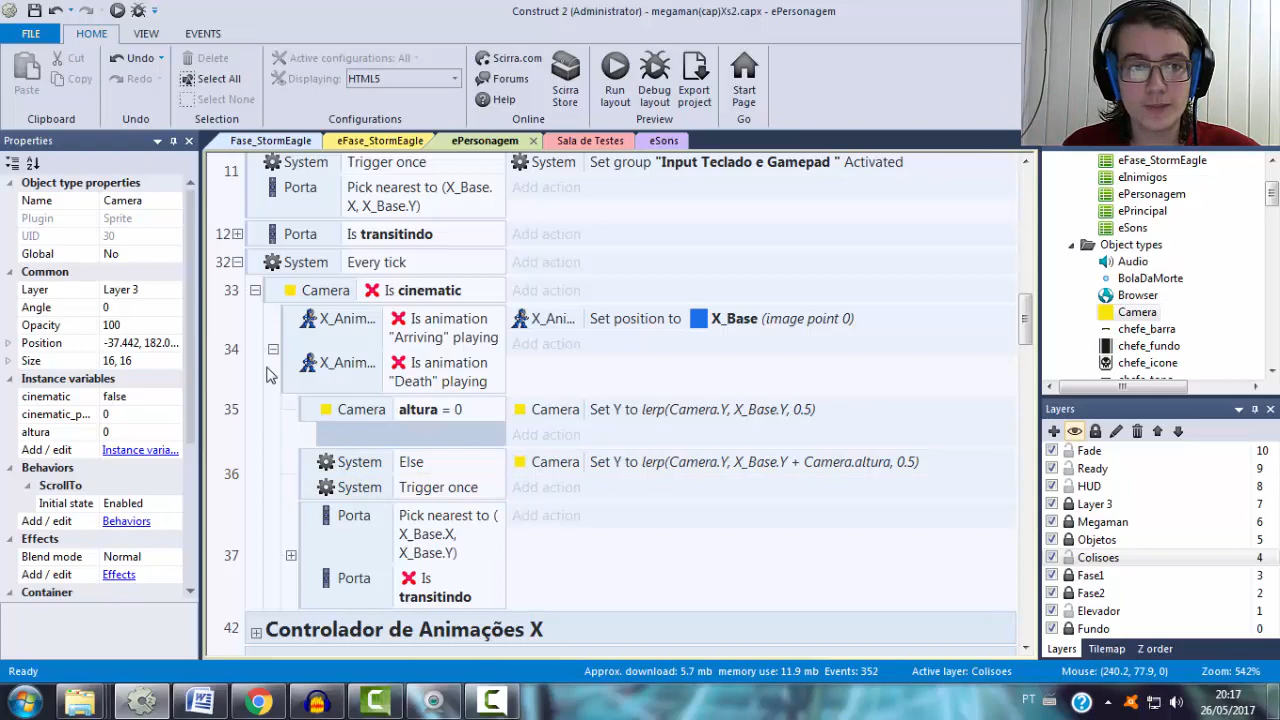 Construct 2 (Administrator) - megaman(cap)Xs2.capx - ePersonagem
FILE HOME VIEW EVENTS
Paste
Cut
Copy
Clipboard
Undo
Redo
Undo
Delete
Select All
Select None
Selection
Active configurations: All
Displaying: HTML5
Configurations
Scirra.com
Forums
Help
Scirra Store
Online
Run layout
Debug layout
Export project
Preview
Start Page
Go
Properties
Object type properties
Name Camera
Plugin Sprite
UID 30
Global No
Common
Layer Layer 3
Angle 0
Opacity 100
Position -37.442, 182.0...
Size 16, 16
Instance variables
cinematic false
cinematic_p... 0
altura 0
Add / edit Instance varia...
Behaviors
ScrollTo
Initial state Enabled
Add / edit Behaviors
Effects
Blend mode Normal
Add / edit Effects
Container
Fase_StormEagle eFase_StormEagle ePersonagem Sala de Testes eSons
11 System Trigger once System Set group "Input Teclado e Gamepad " Activated
Porta Pick nearest to (X_Base.X, X_Base.Y) Add action
12 Porta Is transitindo Add action
32 System Every tick Add action
33 Camera Is cinematic Add action
34 X_Anim... Is animation "Arriving" playing X_Ani... Set position to X_Base (image point 0)
X_Anim... Is animation "Death" playing Add action
35 Camera altura = 0 Camera Set Y to lerp(Camera.Y, X_Base.Y, 0.5)
Add action
36 System Else Camera Set Y to lerp(Camera.Y, X_Base.Y + Camera.altura, 0.5)
System Trigger once Add action
37 Porta Pick nearest to (X_Base.X, X_Base.Y) Add action
Porta Is transitindo
42 Controlador de Animações X
eFase_StormEagle
eInimigos
ePersonagem
ePrincipal
eSons
Object types
Audio
BolaDaMorte
Browser
Camera
chefe_barra
chefe_fundo
chefe_icone
Layers
Fade 10
Ready 9
HUD 8
Layer 3 7
Megaman 6
Objetos 5
Colisoes 4
Fase1 3
Fase2 2
Elevador 1
Fundo 0
Layers Tilemap Z order
Ready Approx. download: 5.7 mb memory use: 11.9 mb Events: 352 Active layer: Colisoes Mouse: (240.2, 77.9, 0) Zoom: 542%
PT 20:17
26/05/2017